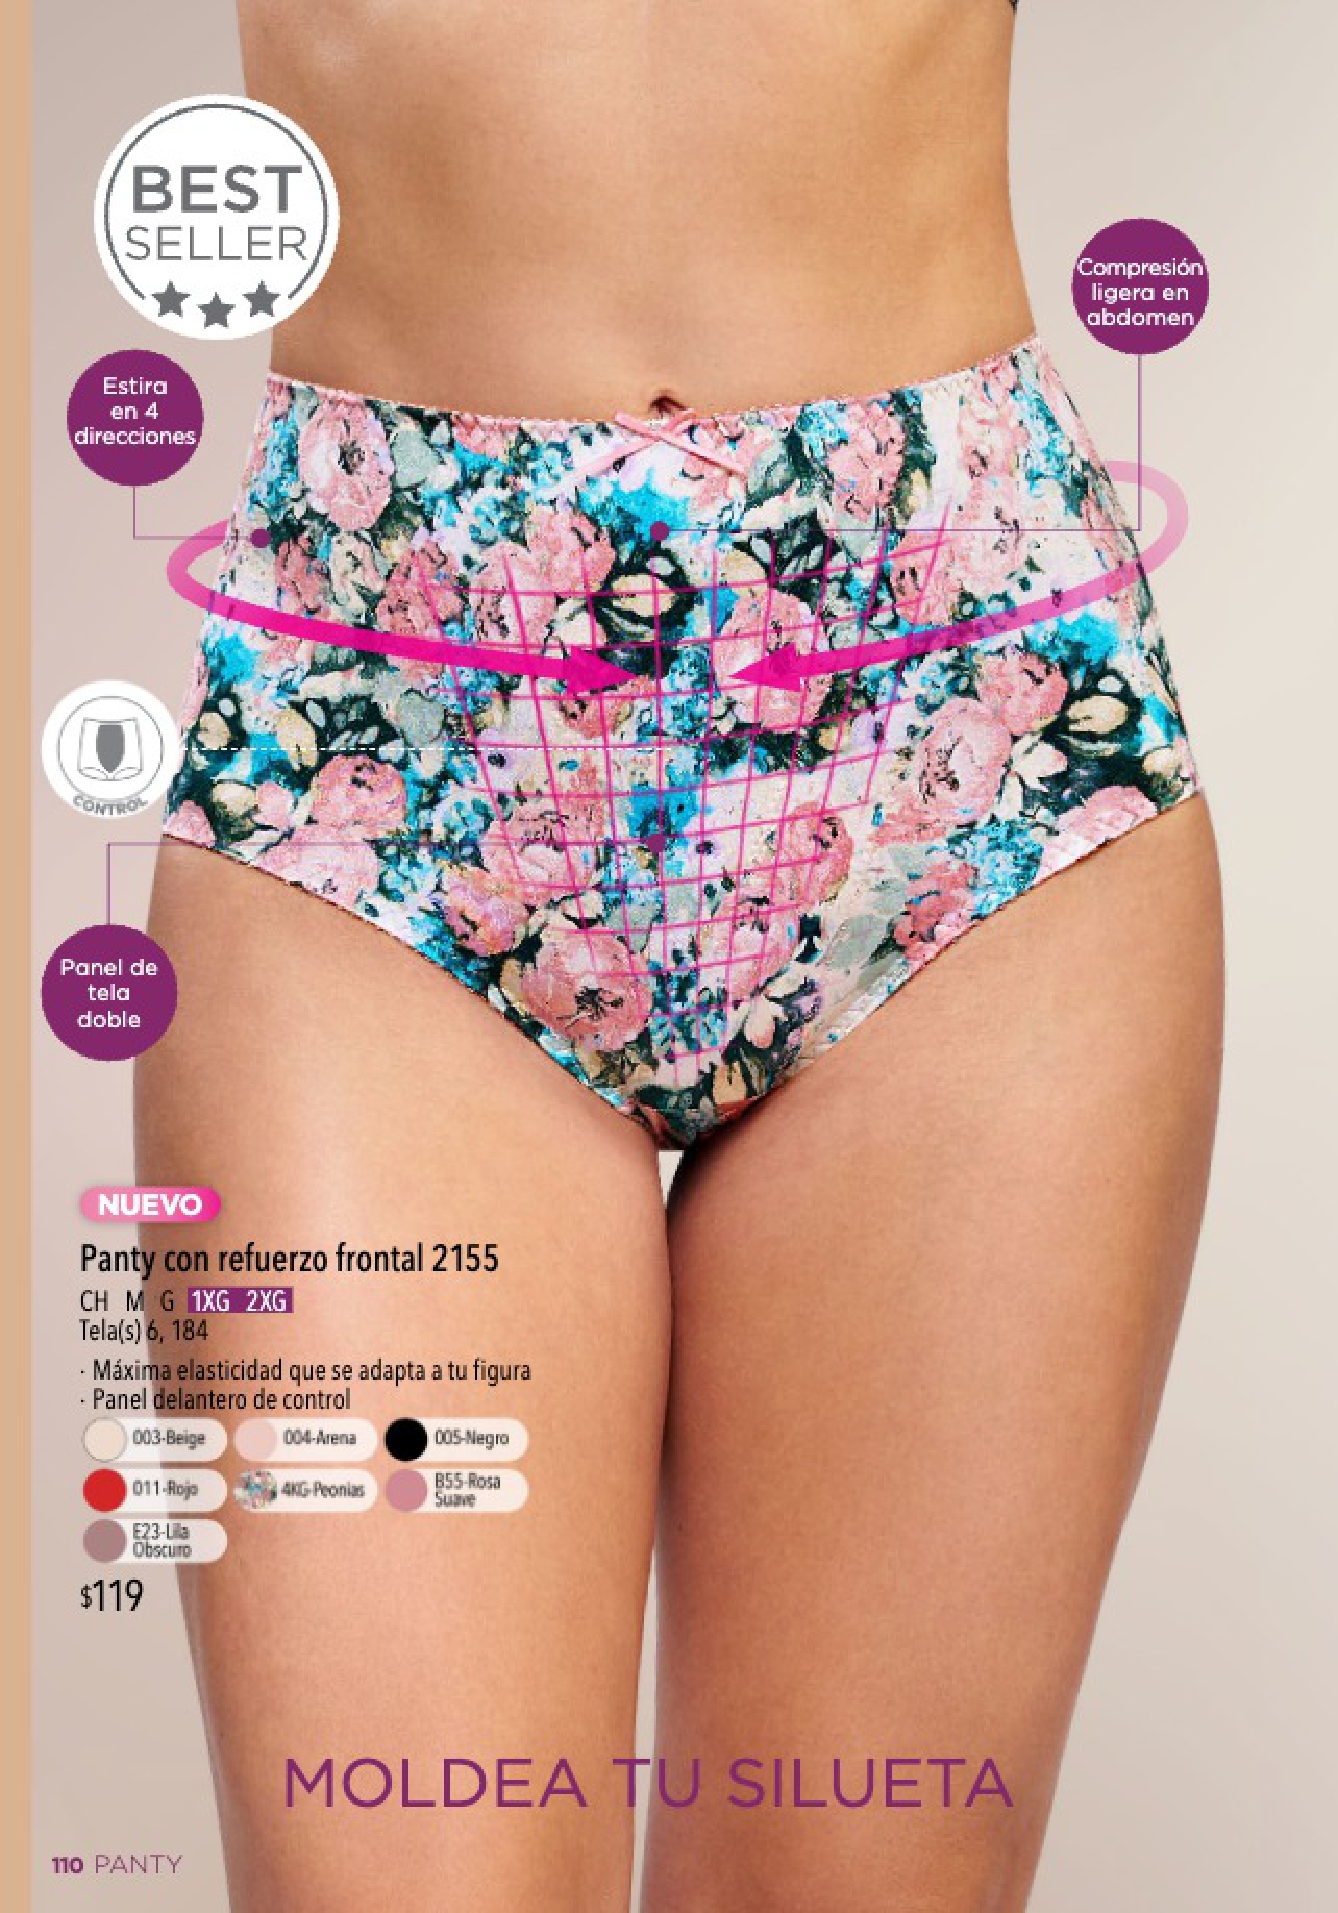 BEST
SELLER
Compresión
ligera en
abdomen
Estira
en 4
direcciones
CONTROL
Panel de
tela
doble
NUEVO
Panty con refuerzo frontal 2155
CH M G 1XG 2XG
Tela(s) 6, 184
· Máxima elasticidad que se adapta a tu figura
· Panel delantero de control
003-Beige 004-Arena 005-Negro
011-Rojo 4KG-Peonias B55-Rosa
Suave
E23-Lila
Obscuro
$119
MOLDEA TU SILUETA
110 PANTY